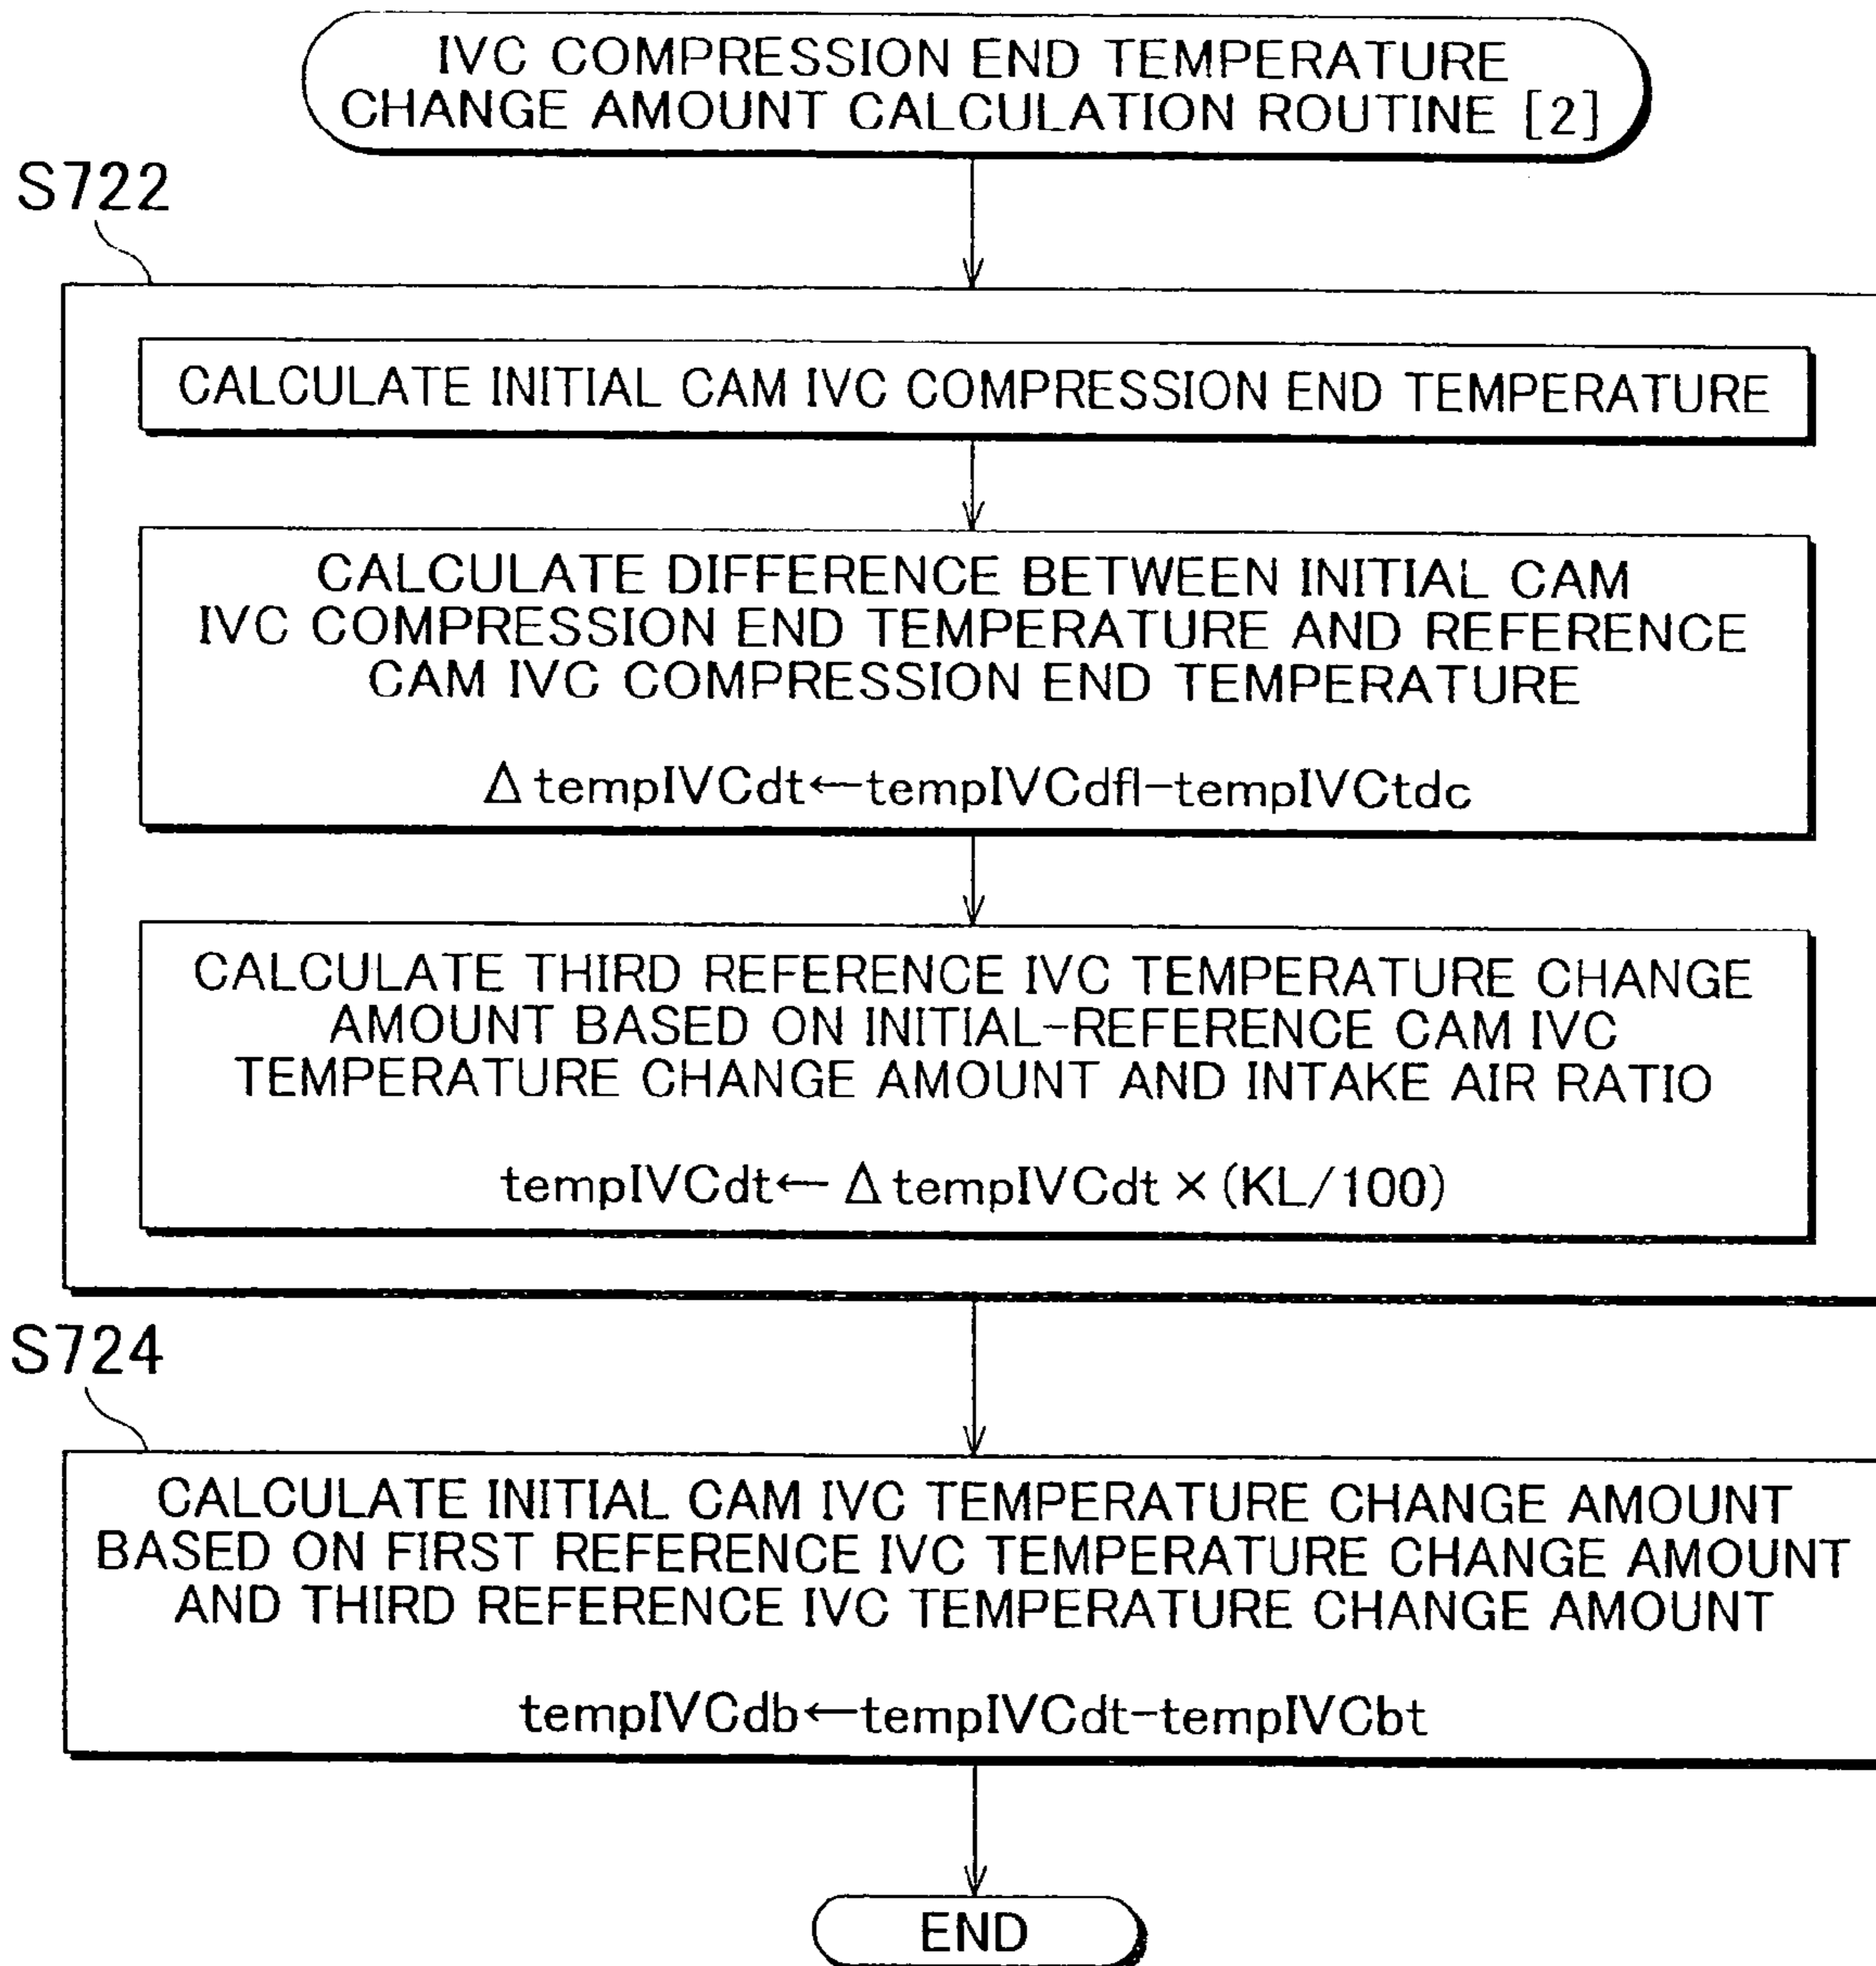 IVC COMPRESSION END TEMPERATURE
CHANGE AMOUNT CALCULATION ROUTINE [2]
S722
CALCULATE INITIAL CAM IVC COMPRESSION END TEMPERATURE
CALCULATE DIFFERENCE BETWEEN INITIAL CAM
IVC COMPRESSION END TEMPERATURE AND REFERENCE
CAM IVC COMPRESSION END TEMPERATURE
Δ tempIVCdt←tempIVCdfl-tempIVCtdc
CALCULATE THIRD REFERENCE IVC TEMPERATURE CHANGE
AMOUNT BASED ON INITIAL-REFERENCE CAM IVC
TEMPERATURE CHANGE AMOUNT AND INTAKE AIR RATIO
tempIVCdt← Δ tempIVCdt × (KL/100)
S724
CALCULATE INITIAL CAM IVC TEMPERATURE CHANGE AMOUNT
BASED ON FIRST REFERENCE IVC TEMPERATURE CHANGE AMOUNT
AND THIRD REFERENCE IVC TEMPERATURE CHANGE AMOUNT
tempIVCdb←tempIVCdt-tempIVCbt
END